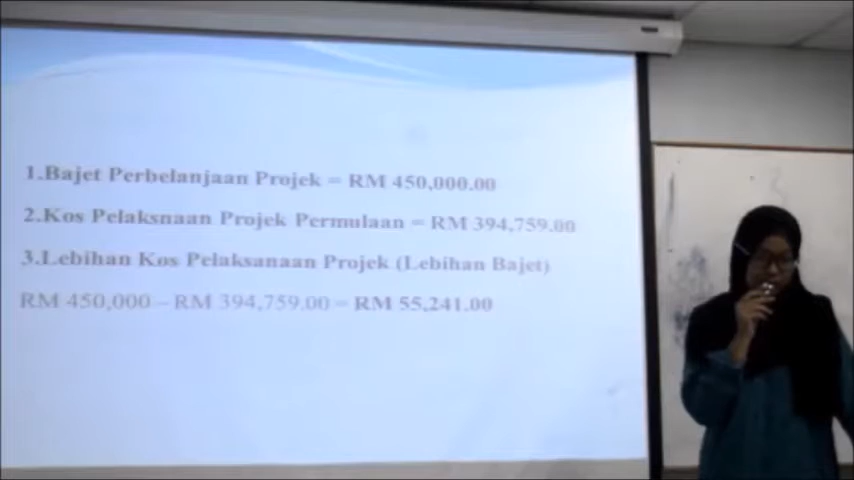 1.Bajet Perbelanjaan Projek = RM 450,000.00
2.Kos Pelaksnaan Projek Permulaan = RM 394,759.00
3.Lebihan Kos Pelaksanaan Projek (Lebihan Bajet)
RM 450,000 – RM 394,759.00 = RM 55,241.00